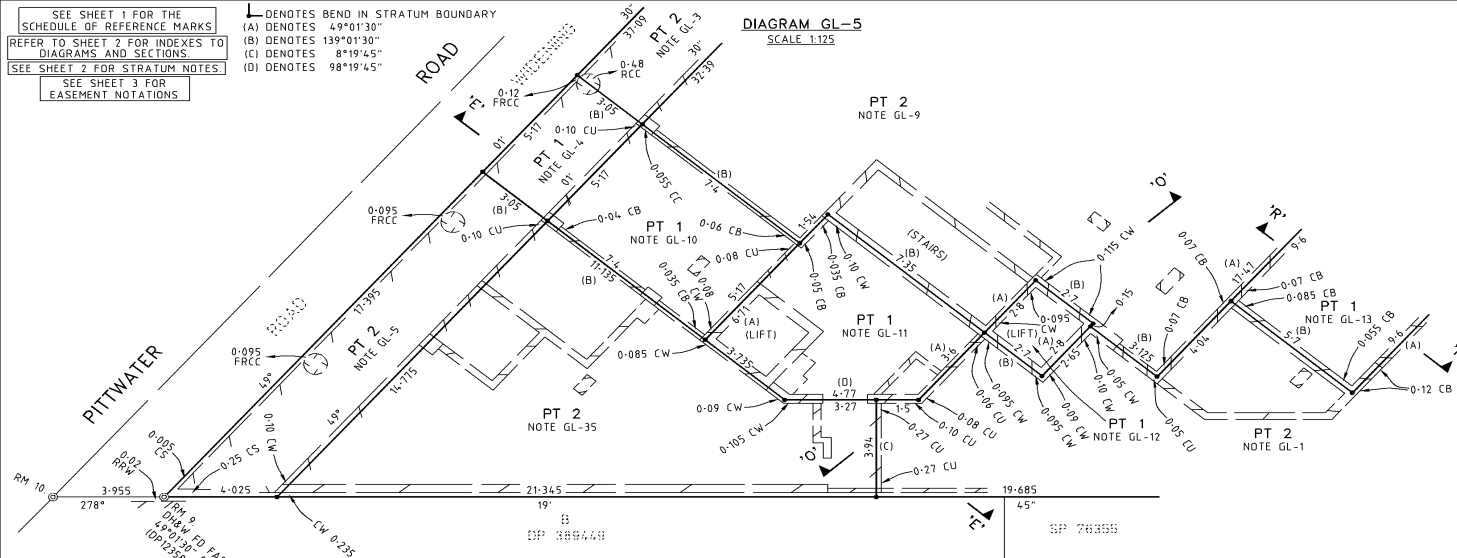 SEE SHEET 1 FOR THE
SCHEDULE OF REFERENCE MARKS
REFER TO SHEET 2 FOR INDEXES TO
DIAGRAMS AND SECTIONS.
SEE SHEET 2 FOR STRATUM NOTES.
SEE SHEET 3 FOR
EASEMENT NOTATIONS
DENOTES BEND IN STRATUM BOUNDARY
(A) DENOTES 49°01'30"
(B) DENOTES 139°01'30"
(C) DENOTES 8°19'45"
(D) DENOTES 98°19'45"
DIAGRAM GL-5
SCALE 1:125
ROAD
WIDENING
30"
37·09
PT 2
NOTE GL-3
30"
32·39
0·48
RCC
0·12
FRCC
'E'
3·05
(B)
0·10 CU
01'
5·17
PT 1
NOTE GL-4
01'
5·17
0·055 CC
(B)
7·4
PT 2
NOTE GL-9
3·05
(B)
0·10 CU
0·04 CB
0·095
FRCC
PT 1
NOTE GL-10
0·06 CB
0·08 CU
1·54
7·4
11·135
(B)
0·035 CB
0·08
CW
5·17
6·71
(A)
(LIFT)
0·05 CB
0·035 CB
0·10 CW
(B)
7·35
(STAIRS)
'O'
0·115 CW
'R'
(A)
2·8
(B)
2·7
0·095
CW
(LIFT)
(A)
2·8
2·65
2·7
(B)
0·15
0·07 CB
(B)
3·125
0·07 CB
4·04
(A)
17·47
9·6
0·07 CB
0·085 CB
PT 1
NOTE GL-13
(B)
5·7
0·055 CB
9·6
(A)
0·12 CB
ROAD
17·395
PT 2
NOTE GL-5
0·095
FRCC
49°
14·775
49°
PITTWATER
0·085 CW
3·735
PT 1
NOTE GL-11
(A)
3·6
0·09 CW
(D)
4·77
3·27
1·5
0·105 CW
0·08 CU
0·10 CU
0·27 CU
0·06 CU
0·095 CW
0·095 CW
0·09 CW
0·10 CW
0·05 CW
PT 1
NOTE GL-12
0·05 CU
PT 2
NOTE GL-1
PT 2
NOTE GL-35
3·94
(C)
0·27 CU
'O'
0·10 CW
0·005
CS
0·25 CS
0·02
RRW
RM 10
3·955
278°
4·025
21·345
19'
19·685
45"
'E'
RM 9
DH&W FD
49°01'30"
CW 0·235
B
DP 389449
SP 76355